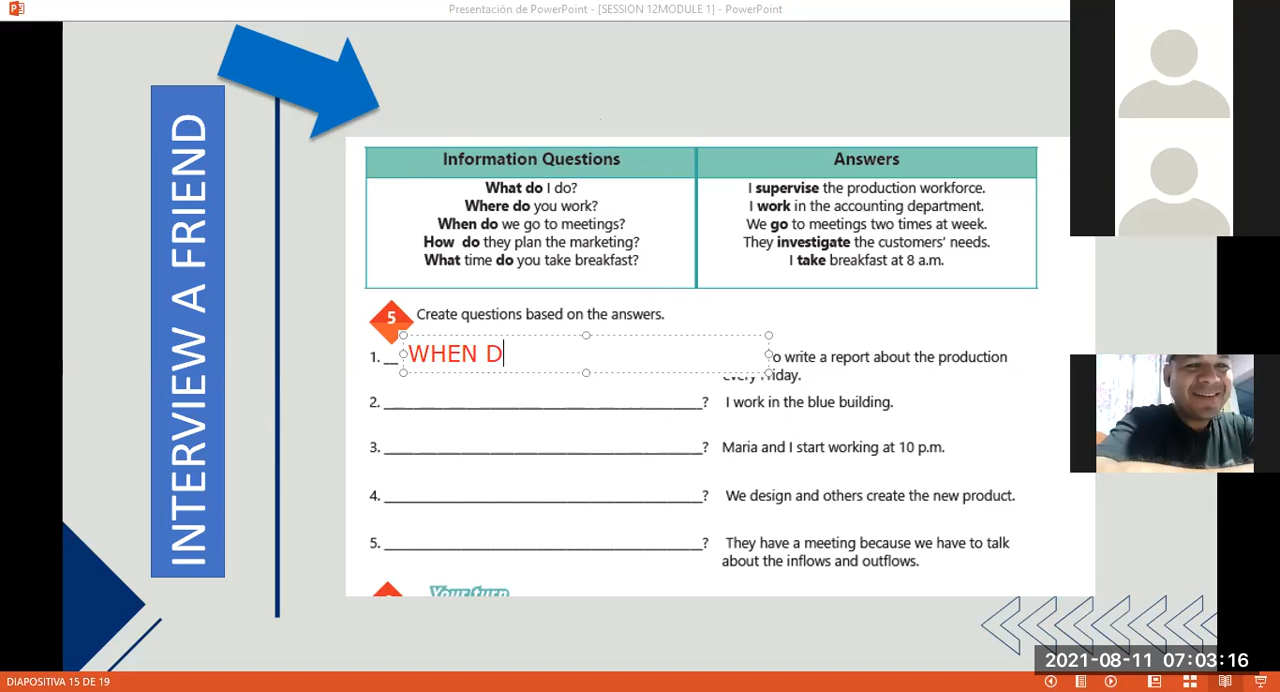 Presentación de PowerPoint - [SESSION 12MODULE 1] - PowerPoint
INTERVIEW A FRIEND
Information Questions
What do I do?
Where do you work?
When do we go to meetings?
How do they plan the marketing?
What time do you take breakfast?
Answers
I supervise the production workforce.
I work in the accounting department.
We go to meetings two times at week.
They investigate the customers' needs.
I take breakfast at 8 a.m.
5 Create questions based on the answers.
1. __ WHEN D
o write a report about the production
every Friday.
2. ? I work in the blue building.
3. ? Maria and I start working at 10 p.m.
4. ? We design and others create the new product.
5. ? They have a meeting because we have to talk
about the inflows and outflows.
Your turn
2021-08-11 07:03:16
DIAPOSITIVA 15 DE 19